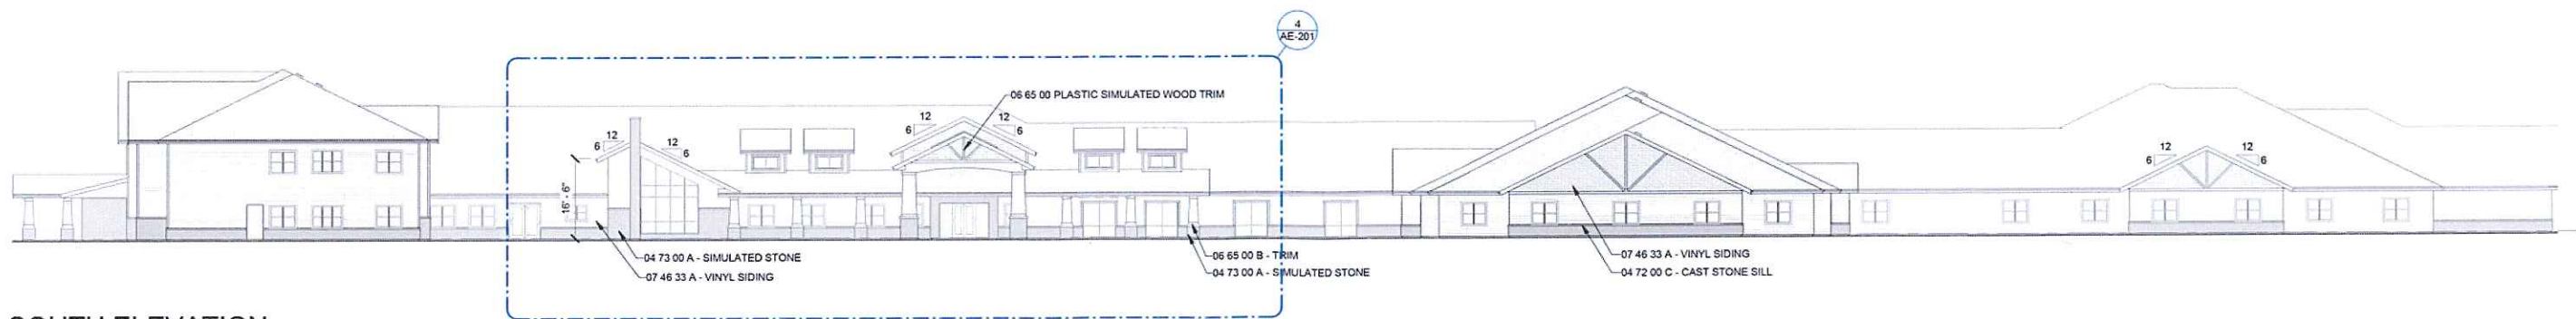 4
AE-201
06 65 00 PLASTIC SIMULATED WOOD TRIM
12
6
12
6
12
6
12
6
12
6
12
6
16' - 6"
04 73 00 A - SIMULATED STONE
07 46 33 A - VINYL SIDING
06 65 00 B - TRIM
04 73 00 A - SIMULATED STONE
07 46 33 A - VINYL SIDING
04 72 00 C - CAST STONE SILL
SOUTH ELEVATION